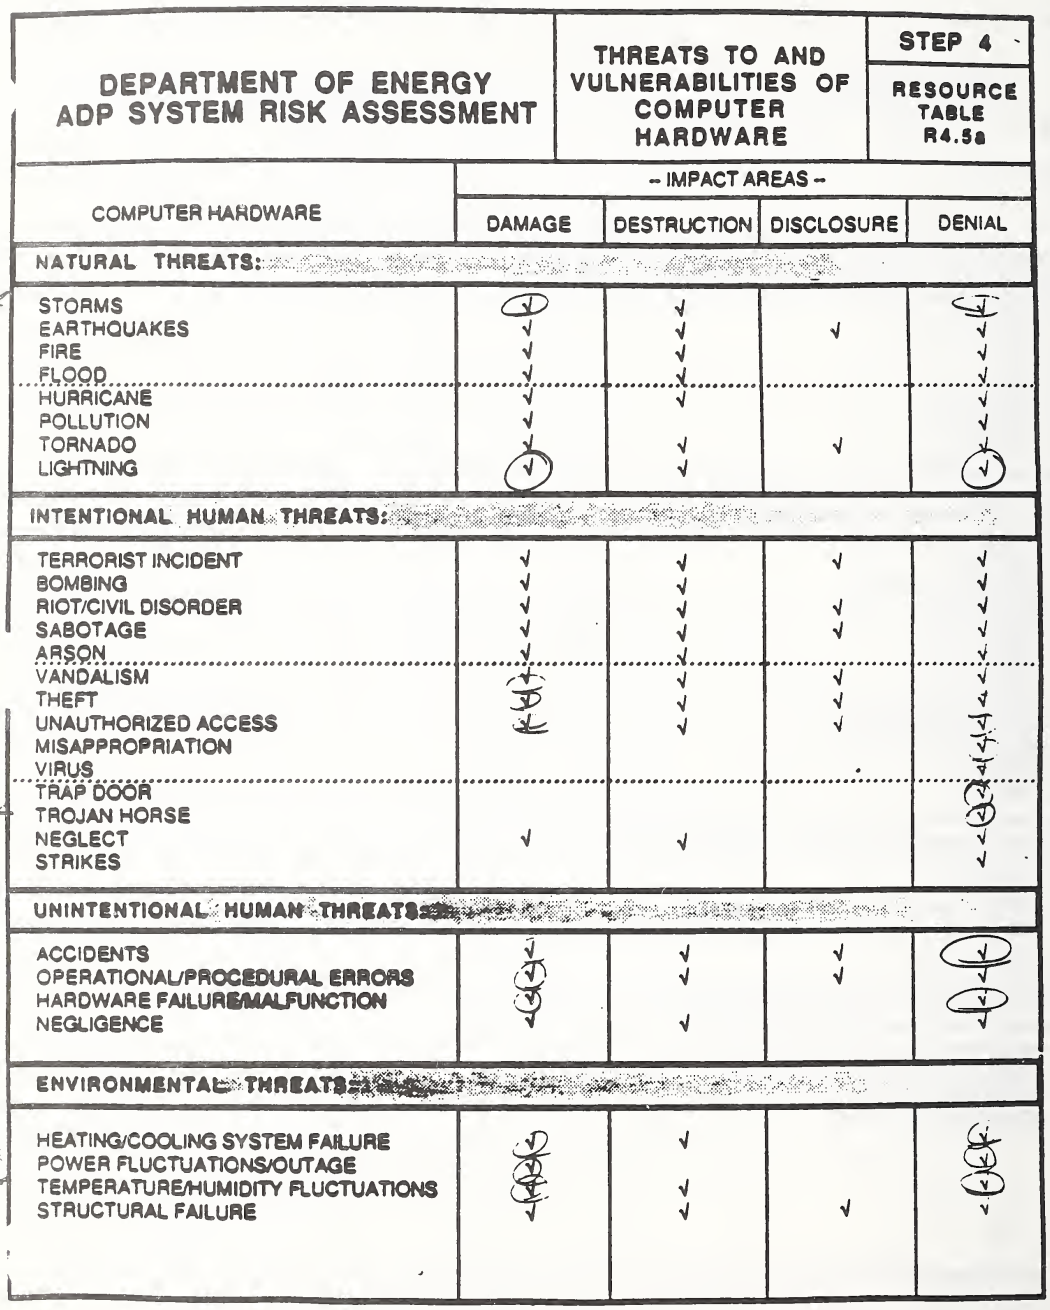 DEPARTMENT OF ENERGY
ADP SYSTEM RISK ASSESSMENT
THREATS TO AND
VULNERABILITIES OF
COMPUTER
HARDWARE
STEP 4
RESOURCE
TABLE
R4.5a
COMPUTER HARDWARE
– IMPACT AREAS –
DAMAGE DESTRUCTION DISCLOSURE DENIAL
NATURAL THREATS:
STORMS ✓ ✓ ✓
EARTHQUAKES ✓ ✓ ✓ ✓
FIRE ✓ ✓ ✓
FLOOD ✓ ✓ ✓
HURRICANE ✓ ✓ ✓
POLLUTION ✓ ✓
TORNADO ✓ ✓ ✓ ✓
LIGHTNING ✓ ✓ ✓
INTENTIONAL HUMAN THREATS:
TERRORIST INCIDENT ✓ ✓ ✓ ✓
BOMBING ✓ ✓ ✓
RIOT/CIVIL DISORDER ✓ ✓ ✓ ✓
SABOTAGE ✓ ✓ ✓ ✓
ARSON ✓ ✓ ✓
VANDALISM ✓ ✓ ✓ ✓
THEFT ✓ ✓ ✓ ✓
UNAUTHORIZED ACCESS ✓ ✓ ✓ ✓
MISAPPROPRIATION ✓
VIRUS ✓
TRAP DOOR ✓
TROJAN HORSE ✓
NEGLECT ✓ ✓ ✓
STRIKES ✓
UNINTENTIONAL HUMAN THREATS:
ACCIDENTS ✓ ✓ ✓ ✓
OPERATIONAL/PROCEDURAL ERRORS ✓ ✓ ✓ ✓
HARDWARE FAILURE/MALFUNCTION ✓ ✓
NEGLIGENCE ✓ ✓ ✓
ENVIRONMENTAL THREATS:
HEATING/COOLING SYSTEM FAILURE ✓ ✓ ✓
POWER FLUCTUATIONS/OUTAGE ✓ ✓
TEMPERATURE/HUMIDITY FLUCTUATIONS ✓ ✓ ✓
STRUCTURAL FAILURE ✓ ✓ ✓ ✓